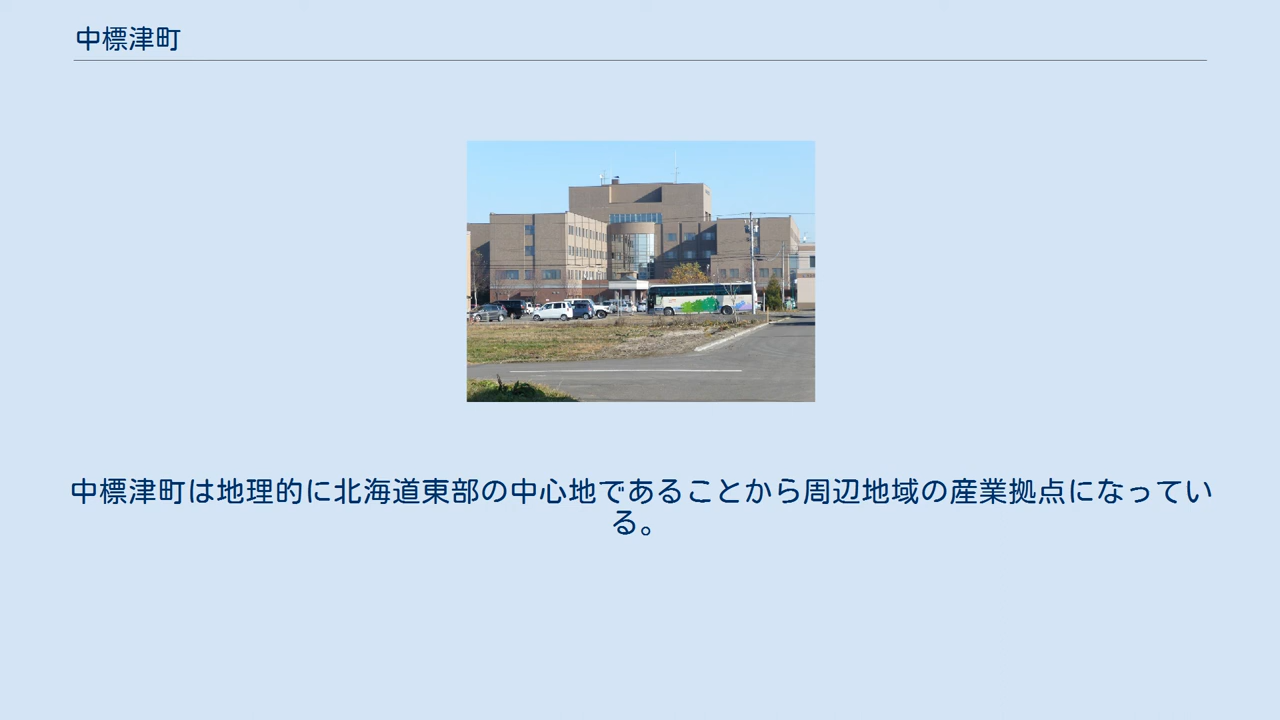 中標津町
中標津町は地理的に北海道東部の中心地であることから周辺地域の産業拠点になってい
る。